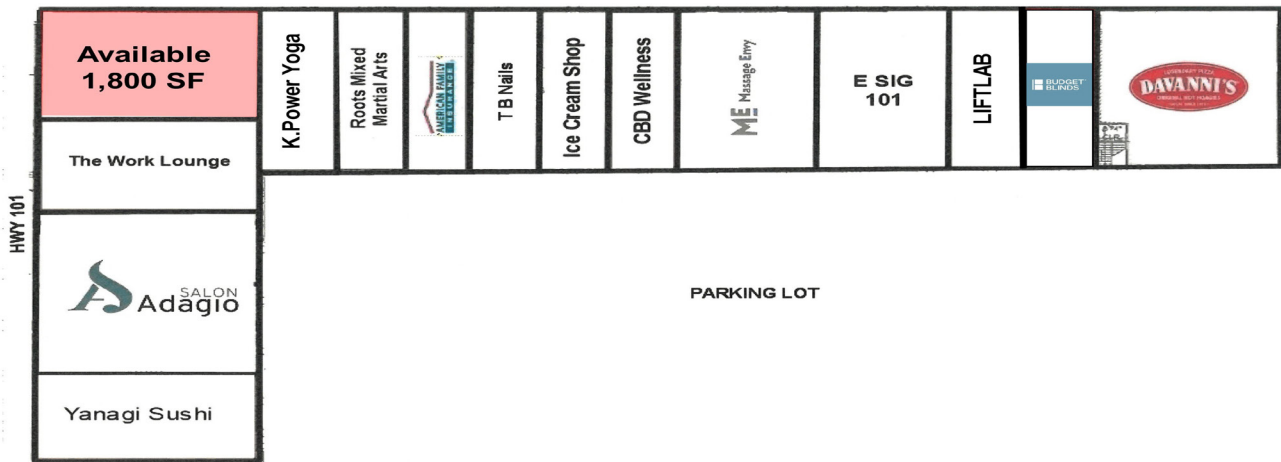 Available
1,800 SF
The Work Lounge
HWY 101
SALON
Adagio
Yanagi Sushi
K.Power Yoga
Roots Mixed
Martial Arts
AMERICAN FAMILY
INSURANCE
T B Nails
Ice Cream Shop
CBD Wellness
ME Massage Envy
E SIG
101
LIFTLAB
BUDGET
BLINDS
DAVANNI'S
PARKING LOT